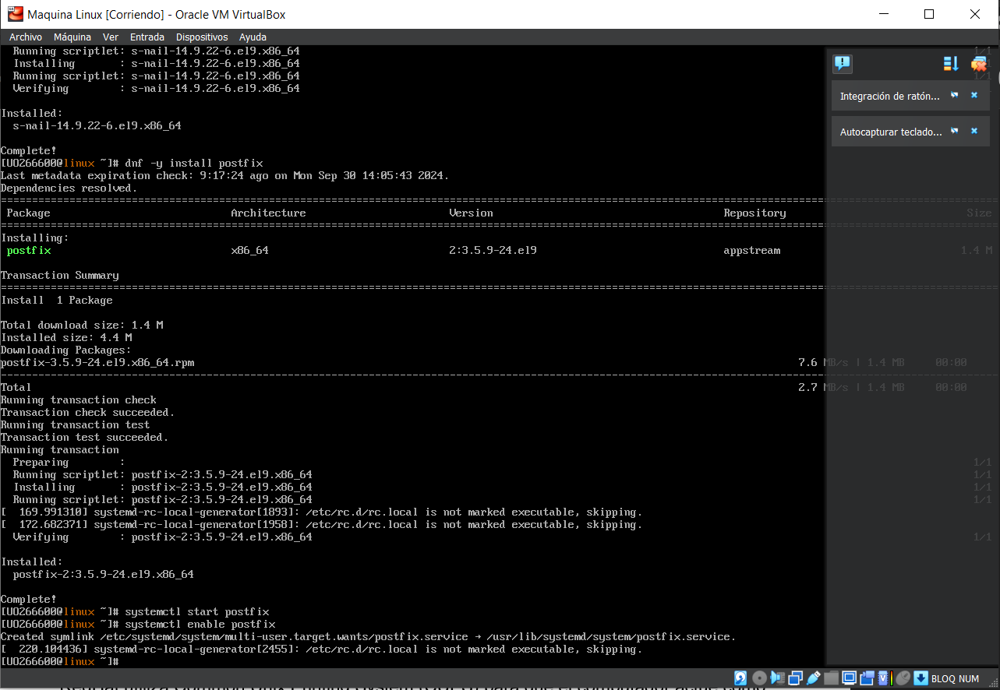 Maquina Linux [Corriendo] - Oracle VM VirtualBox
Archivo Máquina Ver Entrada Dispositivos Ayuda
Running scriptlet: s-nail-14.9.22-6.el9.x86_64 1/1
Installing : s-nail-14.9.22-6.el9.x86_64
Running scriptlet: s-nail-14.9.22-6.el9.x86_64 1/1
Verifying : s-nail-14.9.22-6.el9.x86_64
Integración de ratón...
Autocapturar teclado...
Installed:
s-nail-14.9.22-6.el9.x86_64
Complete!
[UO266600@linux ~]# dnf -y install postfix
Last metadata expiration check: 9:17:24 ago on Mon Sep 30 14:05:43 2024.
Dependencies resolved.
Package Architecture Version Repository Size
Installing:
postfix x86_64 2:3.5.9-24.el9 appstream 1.4 M
Transaction Summary
Install 1 Package
Total download size: 1.4 M
Installed size: 4.4 M
Downloading Packages:
postfix-3.5.9-24.el9.x86_64.rpm 7.6 MB/s | 1.4 MB 00:00
Total 2.7 MB/s | 1.4 MB 00:00
Running transaction check
Transaction check succeeded.
Running transaction test
Transaction test succeeded.
Running transaction
Preparing : 1/1
Running scriptlet: postfix-2:3.5.9-24.el9.x86_64 1/1
Installing : postfix-2:3.5.9-24.el9.x86_64 1/1
Running scriptlet: postfix-2:3.5.9-24.el9.x86_64 1/1
[ 169.991310] systemd-rc-local-generator[1893]: /etc/rc.d/rc.local is not marked executable, skipping.
[ 172.682371] systemd-rc-local-generator[1958]: /etc/rc.d/rc.local is not marked executable, skipping.
Verifying : postfix-2:3.5.9-24.el9.x86_64 1/1
Installed:
postfix-2:3.5.9-24.el9.x86_64
Complete!
[UO266600@linux ~]# systemctl start postfix
[UO266600@linux ~]# systemctl enable postfix
Created symlink /etc/systemd/system/multi-user.target.wants/postfix.service → /usr/lib/systemd/system/postfix.service.
[ 220.104436] systemd-rc-local-generator[2455]: /etc/rc.d/rc.local is not marked executable, skipping.
[UO266600@linux ~]#
BLOQ NUM